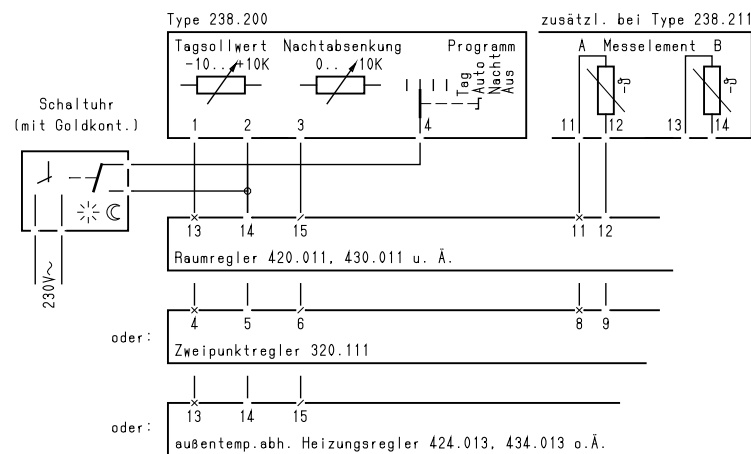 Type 238.200
zusätzl. bei Type 238.211
Tagsollwert
Nachtabsenkung
Programm
A Messelement B
-10... +10K
0... 10K
Tag
Auto
Nacht
Aus
-ϑ
-ϑ
Schaltuhr
(mit Goldkont.)
1 2 3 4 11 12 13 14
230V~
13 14 15 11 12
Raumregler 420.011, 430.011 u. Ä.
4 5 6 8 9
oder:
Zweipunktregler 320.111
13 14 15
oder:
außentemp.abh. Heizungsregler 424.013, 434.013 o.Ä.